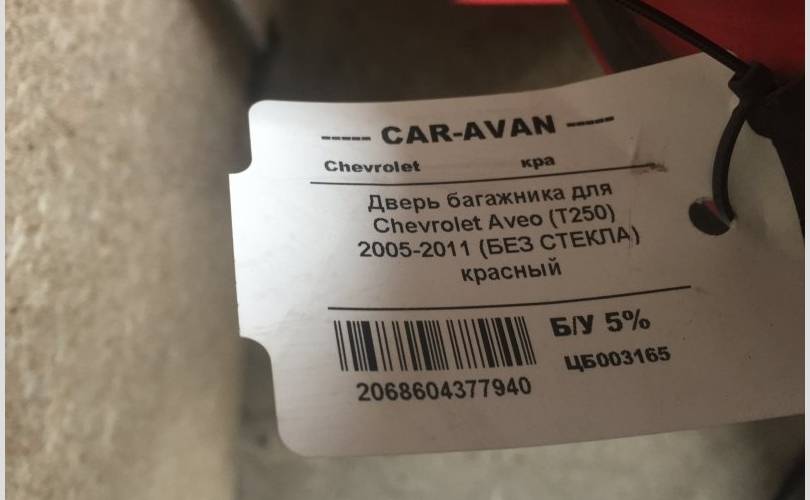 ----- CAR-AVAN -----
Chevrolet кра
Дверь багажника для
Chevrolet Aveo (T250)
2005-2011 (БЕЗ СТЕКЛА)
красный
Б/У 5%
ЦБ003165
2068604377940